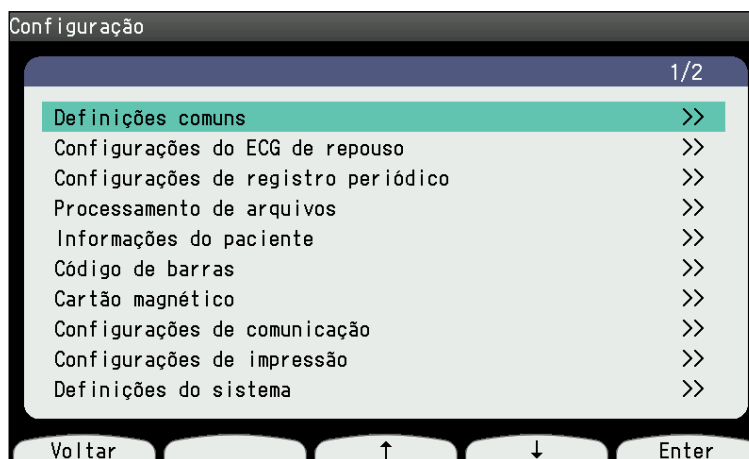 Configuração
1/2
Definições comuns >>
Configurações do ECG de repouso >>
Configurações de registro periódico >>
Processamento de arquivos >>
Informações do paciente >>
Código de barras >>
Cartão magnético >>
Configurações de comunicação >>
Configurações de impressão >>
Definições do sistema >>
Voltar ↑ ↓ Enter